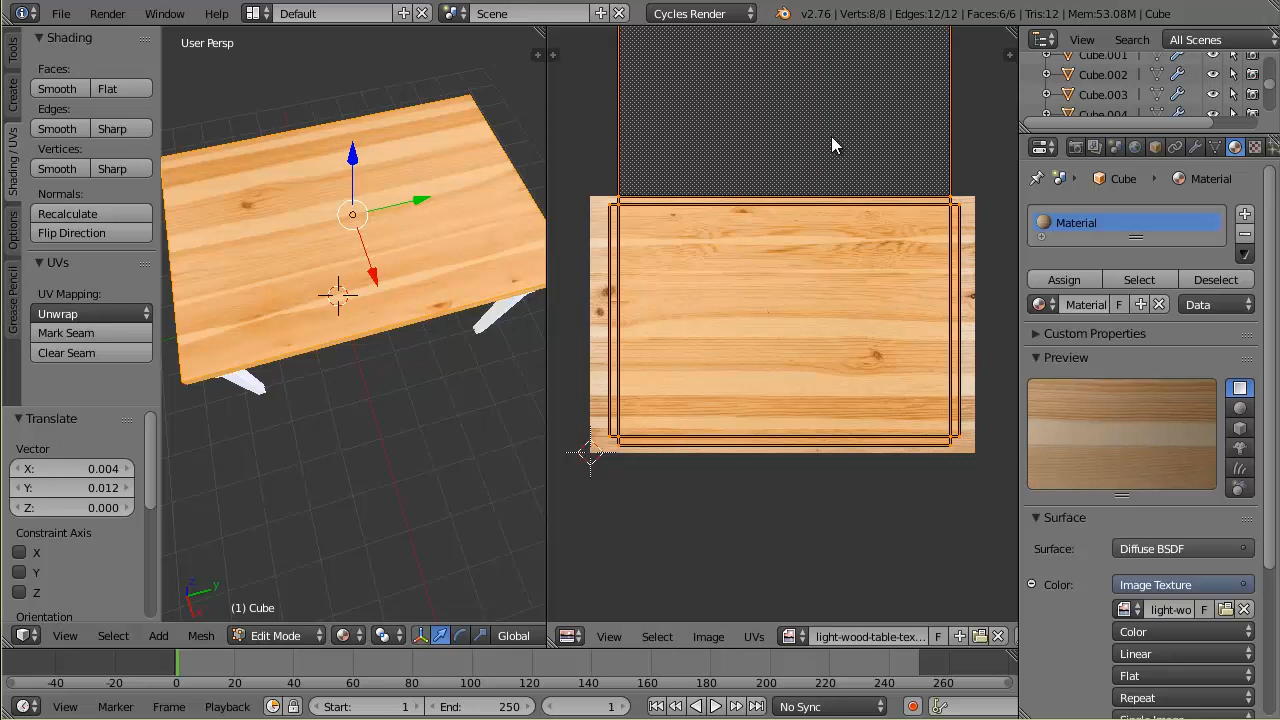 File Render Window Help Default Scene Cycles Render v2.76 | Verts:8/8 | Edges:12/12 | Faces:6/6 | Tris:12 | Mem:53.08M | Cube
Tools
Create
Shading / UVs
Options
Grease Pencil
Shading
Faces:
Smooth Flat
Edges:
Smooth Sharp
Vertices:
Smooth Sharp
Normals:
Recalculate
Flip Direction
UVs
UV Mapping:
Unwrap
Mark Seam
Clear Seam
Translate
Vector
X: 0.004
Y: 0.012
Z: 0.000
Constraint Axis
X
Y
Z
Orientation
User Persp
z
y
x
(1) Cube
View Select Add Mesh Edit Mode Global
View Select Image UVs light-wood-table-tex... F
View Search All Scenes
Cube.001
Cube.002
Cube.003
Cube.004
Cube Material
Material
Assign Select Deselect
Material F Data
Custom Properties
Preview
Surface
Surface: Diffuse BSDF
Color: Image Texture
light-wo F
Color
Linear
Flat
Repeat
Single Image
-40 -20 0 20 40 60 80 100 120 140 160 180 200 220 240 260
View Marker Frame Playback Start: 1 End: 250 1 No Sync